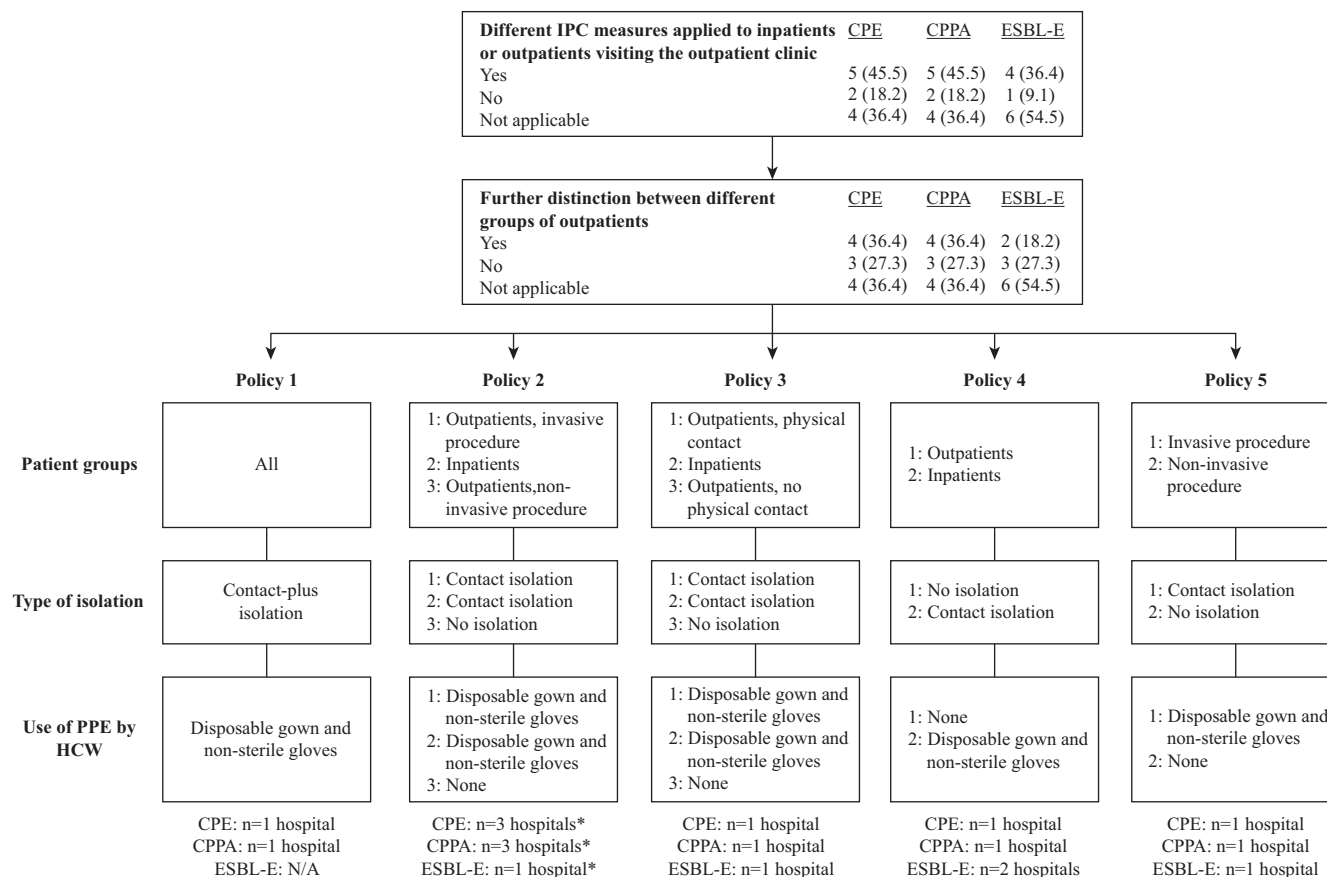 Different IPC measures applied to inpatients CPE CPPA ESBL-E
or outpatients visiting the outpatient clinic
Yes 5 (45.5) 5 (45.5) 4 (36.4)
No 2 (18.2) 2 (18.2) 1 (9.1)
Not applicable 4 (36.4) 4 (36.4) 6 (54.5)
Further distinction between different CPE CPPA ESBL-E
groups of outpatients
Yes 4 (36.4) 4 (36.4) 2 (18.2)
No 3 (27.3) 3 (27.3) 3 (27.3)
Not applicable 4 (36.4) 4 (36.4) 6 (54.5)
Policy 1
Policy 2
Policy 3
Policy 4
Policy 5
Patient groups
All
1: Outpatients, invasive
procedure
2: Inpatients
3: Outpatients,non-
invasive procedure
1: Outpatients, physical
contact
2: Inpatients
3: Outpatients, no
physical contact
1: Outpatients
2: Inpatients
1: Invasive procedure
2: Non-invasive
procedure
Type of isolation
Contact-plus
isolation
1: Contact isolation
2: Contact isolation
3: No isolation
1: Contact isolation
2: Contact isolation
3: No isolation
1: No isolation
2: Contact isolation
1: Contact isolation
2: No isolation
Use of PPE by
HCW
Disposable gown and
non-sterile gloves
1: Disposable gown and
non-sterile gloves
2: Disposable gown and
non-sterile gloves
3: None
1: Disposable gown and
non-sterile gloves
2: Disposable gown and
non-sterile gloves
3: None
1: None
2: Disposable gown and
non-sterile gloves
1: Disposable gown and
non-sterile gloves
2: None
CPE: n=1 hospital
CPPA: n=1 hospital
ESBL-E: N/A
CPE: n=3 hospitals*
CPPA: n=3 hospitals*
ESBL-E: n=1 hospital*
CPE: n=1 hospital
CPPA: n=1 hospital
ESBL-E: n=1 hospital
CPE: n=1 hospital
CPPA: n=1 hospital
ESBL-E: n=2 hospitals
CPE: n=1 hospital
CPPA: n=1 hospital
ESBL-E: n=1 hospital